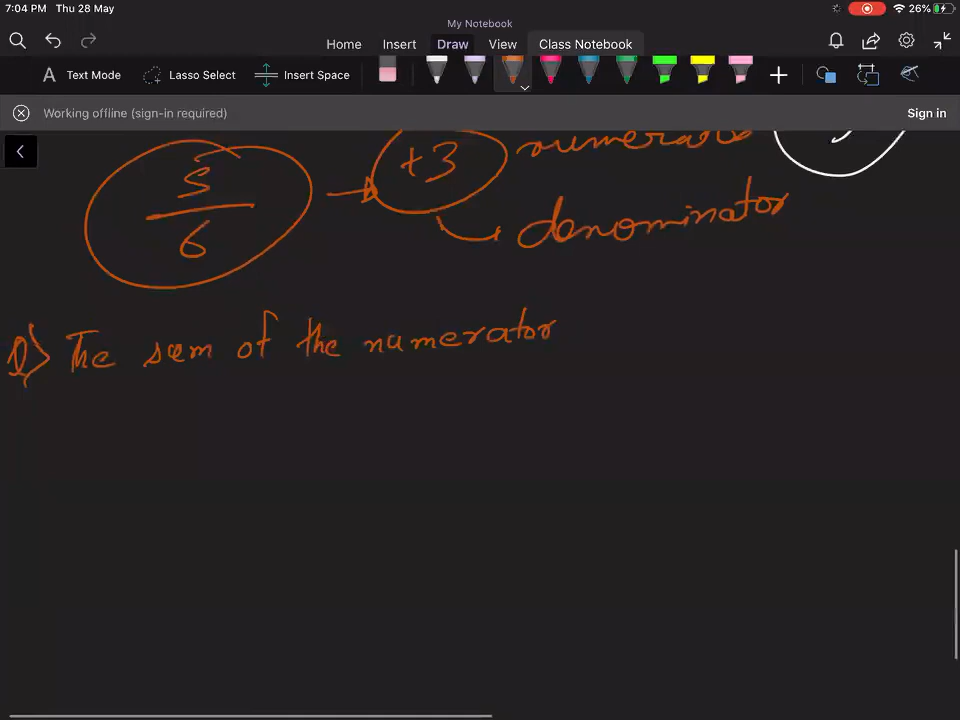 7:04 PM Thu 28 May
26%
My Notebook
Home Insert Draw View Class Notebook
Text Mode Lasso Select Insert Space
Working offline (sign-in required) Sign in
+3
5
6
denominator
Q) The sum of the numerator